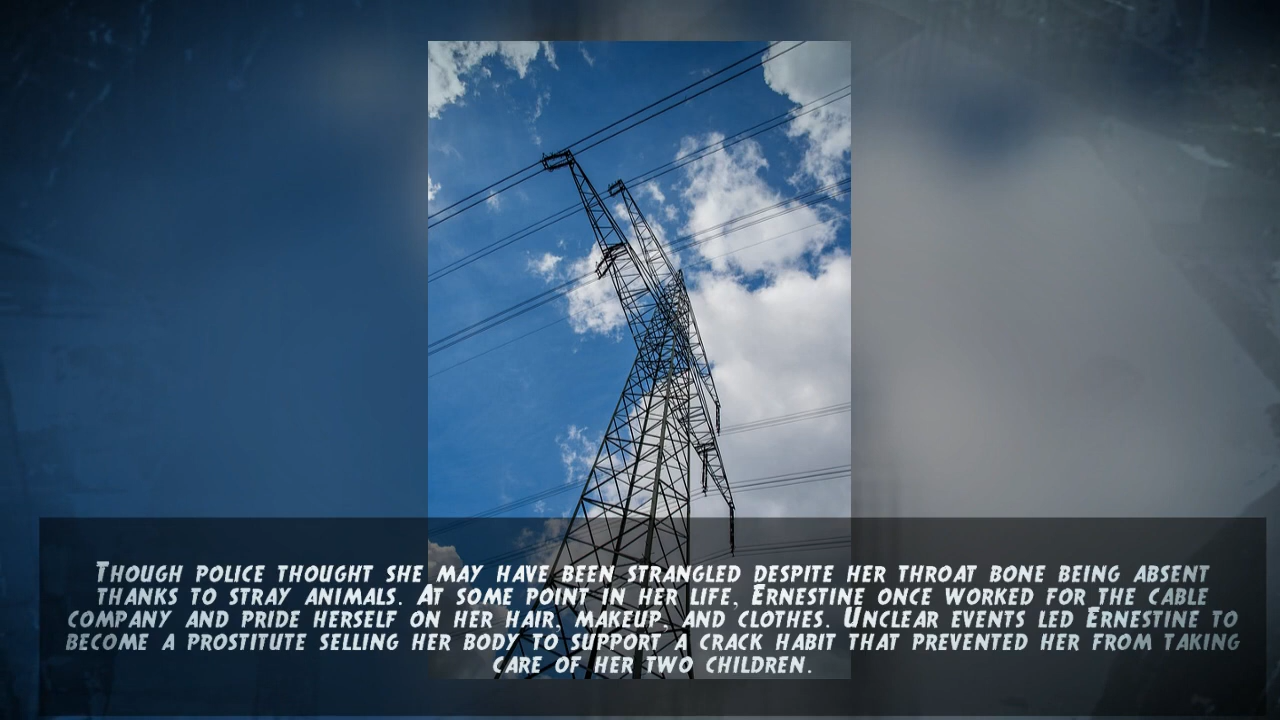 Though police thought she may have been strangled despite her throat bone being absent
thanks to stray animals. At some point in her life, Ernestine once worked for the cable
company and pride herself on her hair, makeup, and clothes. Unclear events led Ernestine to
become a prostitute selling her body to support a crack habit that prevented her from taking
care of her two children.